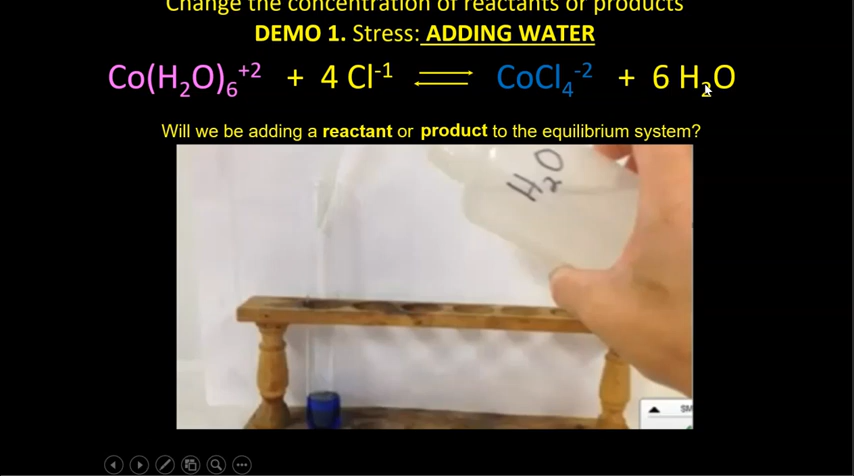 Change the concentration of reactants or products
DEMO 1. Stress: ADDING WATER
Co(H₂O)₆⁺² + 4 Cl⁻¹ ⇌ CoCl₄⁻² + 6 H₂O
Will we be adding a reactant or product to the equilibrium system?
H₂O
SM